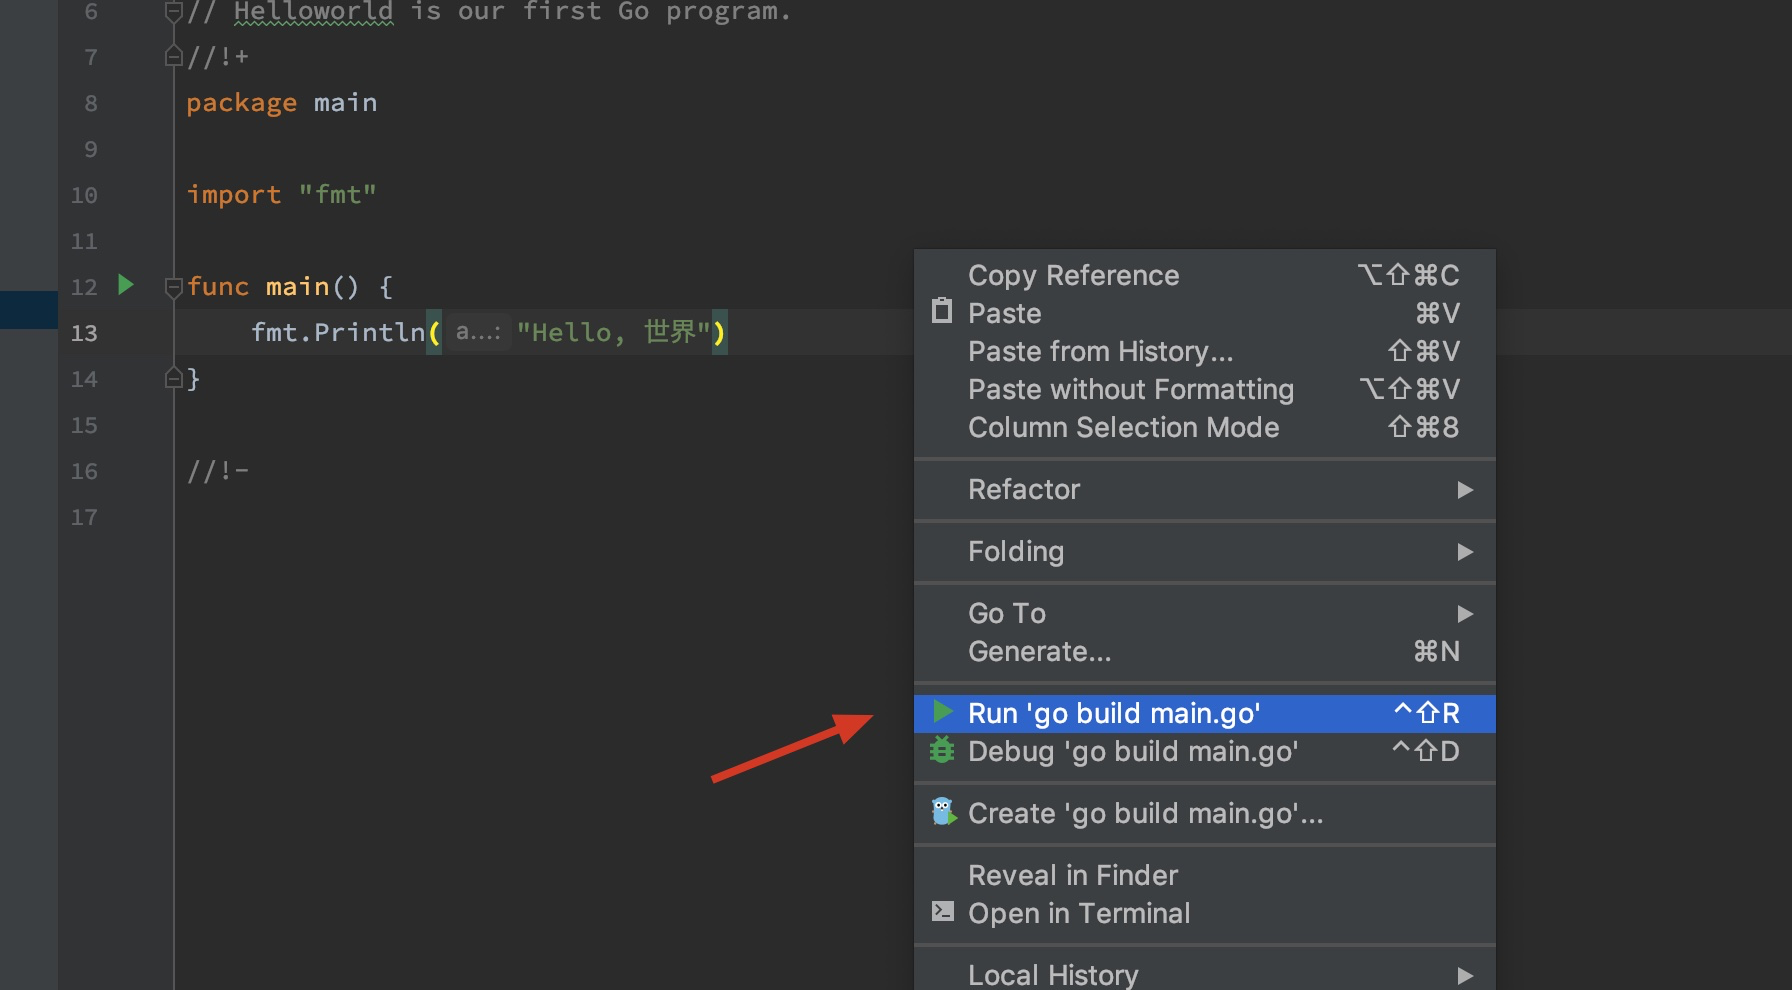 6 // Helloworld is our first Go program.
7 //!+
8 package main
9
10 import "fmt"
11
12 func main() {
13 fmt.Println( a...: "Hello, 世界")
14 }
15
16 //!-
17
Copy Reference ⌥⇧⌘C
Paste ⌘V
Paste from History... ⇧⌘V
Paste without Formatting ⌥⇧⌘V
Column Selection Mode ⇧⌘8
Refactor
Folding
Go To
Generate... ⌘N
Run 'go build main.go' ^⇧R
Debug 'go build main.go' ^⇧D
Create 'go build main.go'...
Reveal in Finder
Open in Terminal
Local History